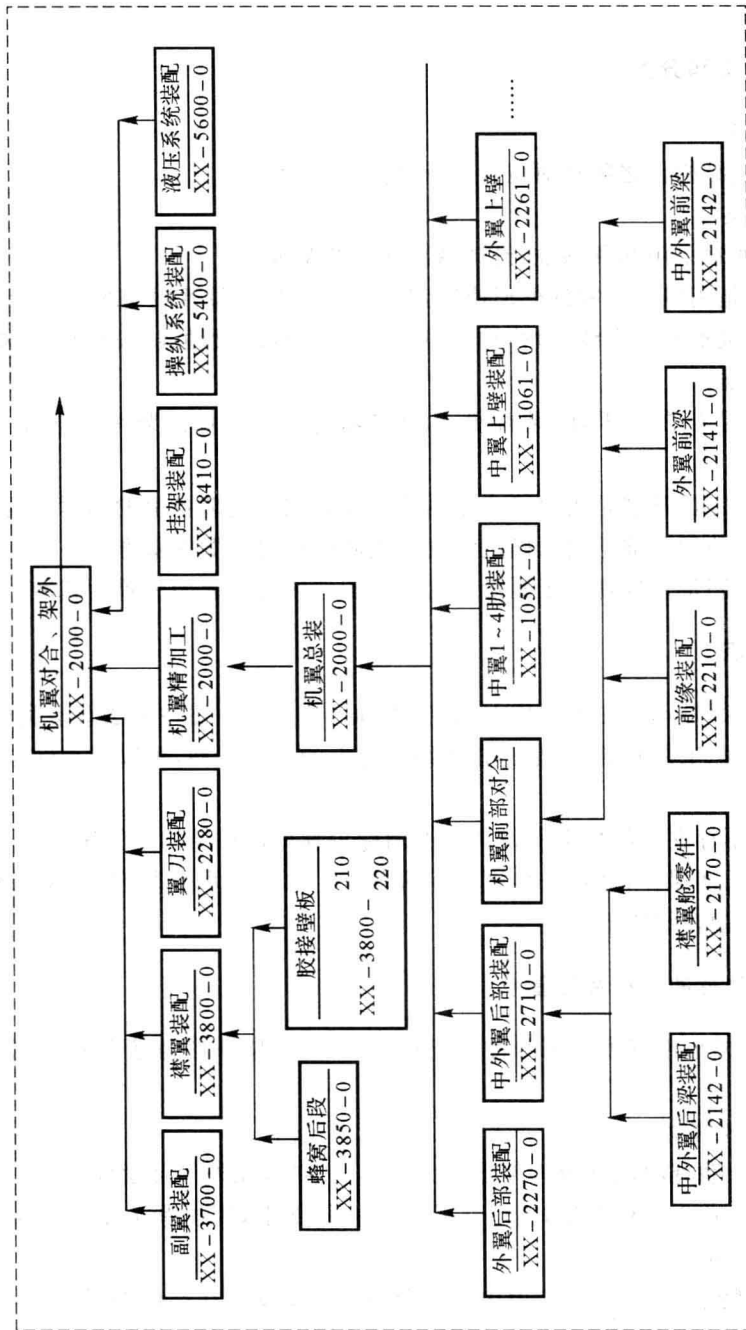 机翼对合、架外
XX-2000-0
副翼装配
XX-3700-0
襟翼装配
XX-3800-0
翼刀装配
XX-2280-0
机翼精加工
XX-2000-0
挂架装配
XX-8410-0
操纵系统装配
XX-5400-0
液压系统装配
XX-5600-0
蜂窝后段
XX-3850-0
胶接壁板
210
XX-3800-
220
机翼总装
XX-2000-0
外翼后部装配
XX-2270-0
中外翼后部装配
XX-2710-0
机翼前部对合
中翼1~4肋装配
XX-105X-0
中翼上壁装配
XX-1061-0
外翼上壁
XX-2261-0
……
中外翼后梁装配
XX-2142-0
襟翼舱零件
XX-2170-0
前缘装配
XX-2210-0
外翼前梁
XX-2141-0
中外翼前梁
XX-2142-0